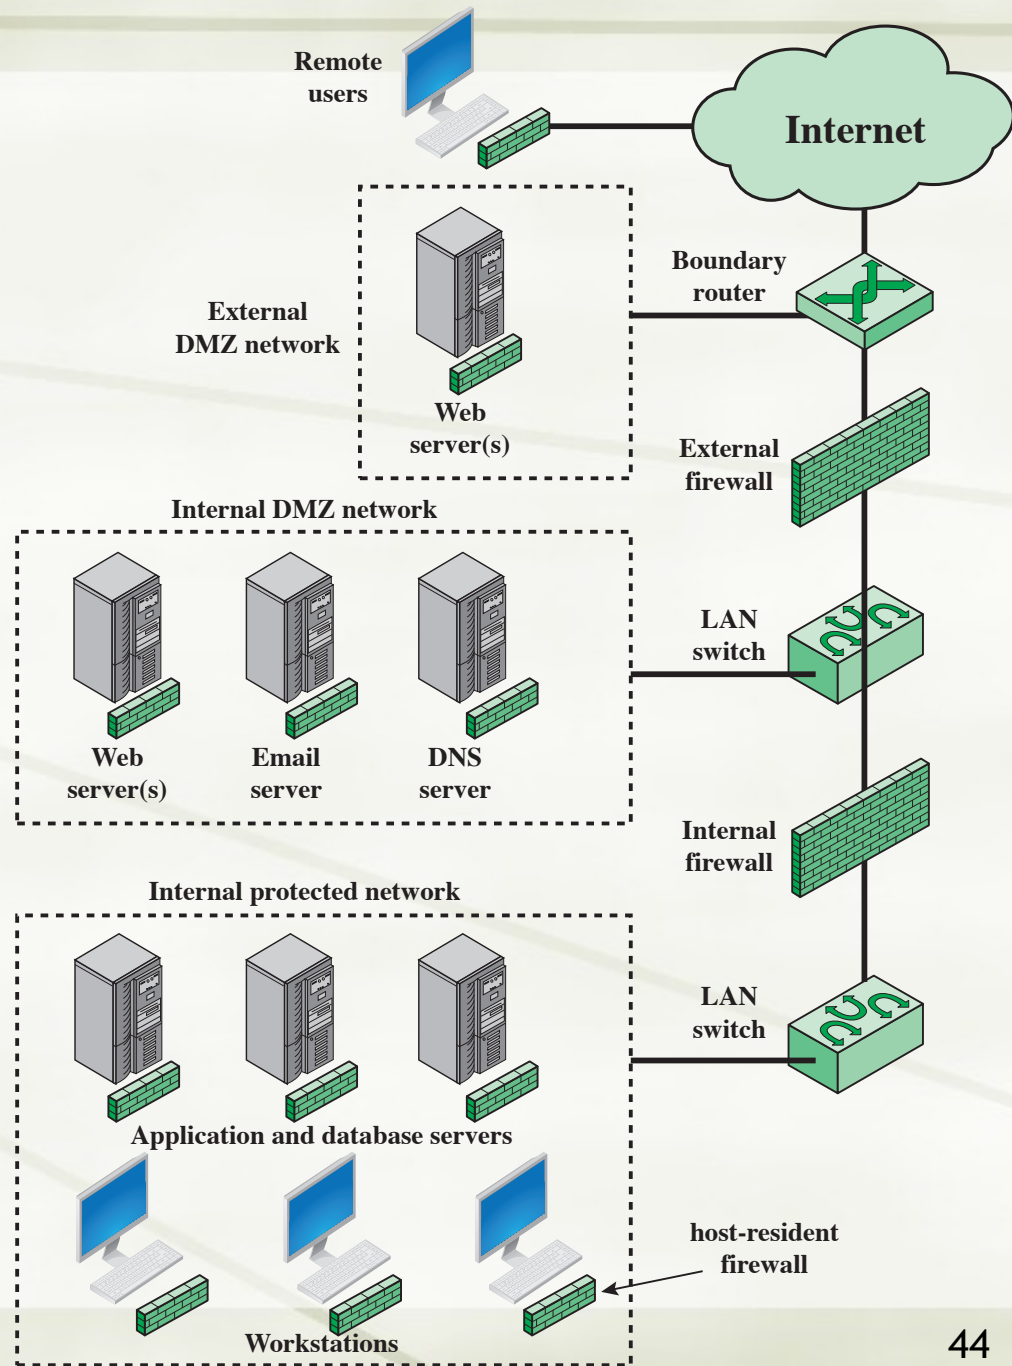 Remote
users
Internet
Boundary
router
External
DMZ network
Web
server(s)
External
firewall
Internal DMZ network
LAN
switch
Web
server(s)
Email
server
DNS
server
Internal
firewall
Internal protected network
LAN
switch
Application and database servers
host-resident
firewall
Workstations
44